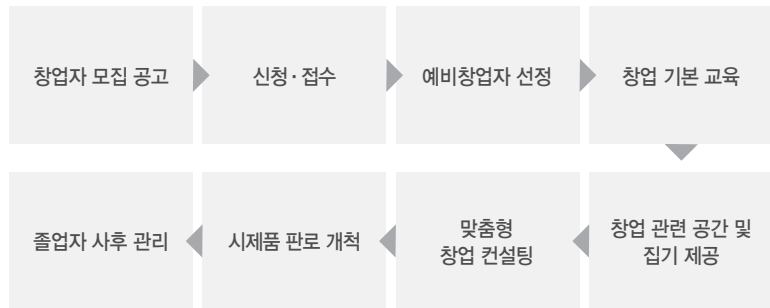 창업자 모집 공고
신청·접수
예비창업자 선정
창업 기본 교육
창업 관련 공간 및
집기 제공
맞춤형
창업 컨설팅
시제품 판로 개척
졸업자 사후 관리